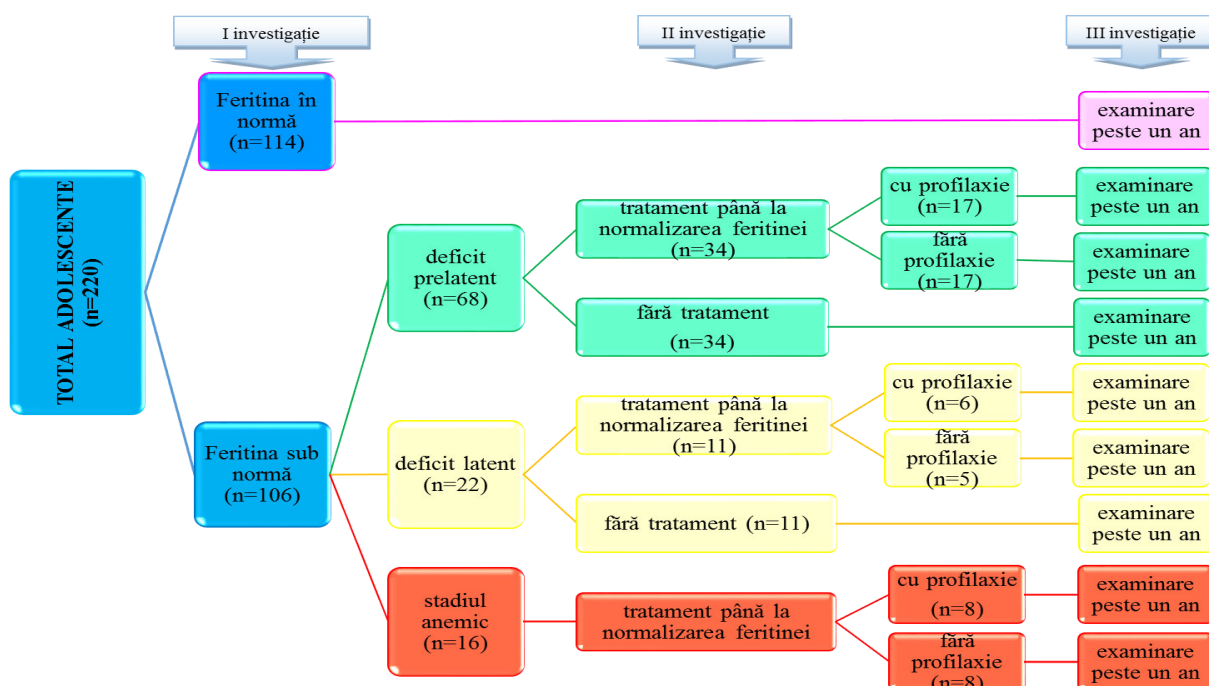 I investigație
II investigație
III investigație
TOTAL ADOLESCENTE
(n=220)
Feritina în
normă
(n=114)
examinare
peste un an
Feritina sub
normă
(n=106)
deficit
prelatent
(n=68)
tratament până la
normalizarea feritinei
(n=34)
cu profilaxie
(n=17)
examinare
peste un an
fără
profilaxie
(n=17)
examinare
peste un an
fără tratament
(n=34)
examinare
peste un an
deficit latent
(n=22)
tratament până la
normalizarea feritinei
(n=11)
cu profilaxie
(n=6)
examinare
peste un an
fără
profilaxie
(n=5)
examinare
peste un an
fără tratament (n=11)
examinare
peste un an
stadiul
anemic
(n=16)
tratament până la
normalizarea feritinei
cu profilaxie
(n=8)
examinare
peste un an
fără
profilaxie
(n=8)
examinare
peste un an